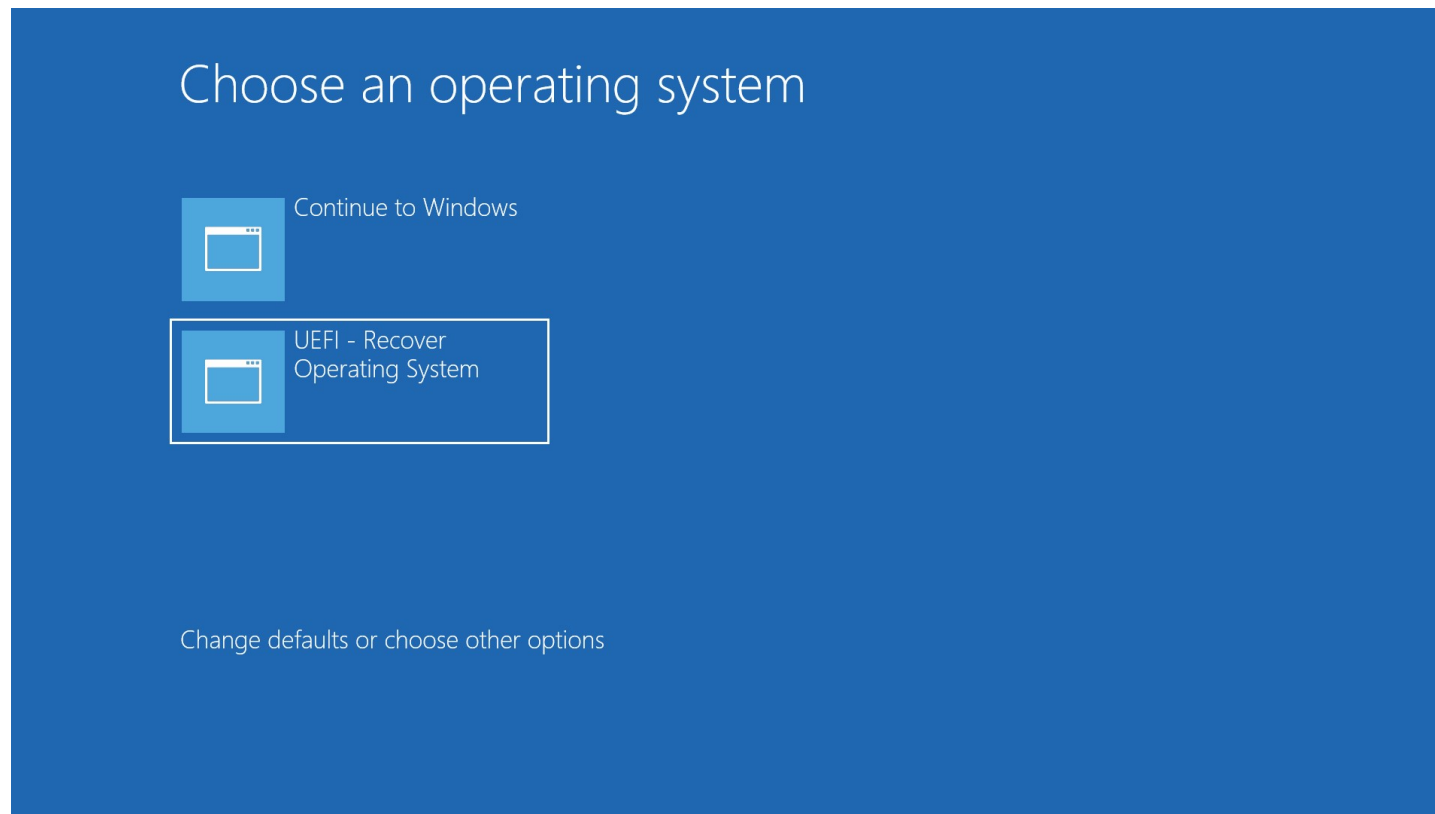 Choose an operating system
Continue to Windows
UEFI - Recover
Operating System
Change defaults or choose other options